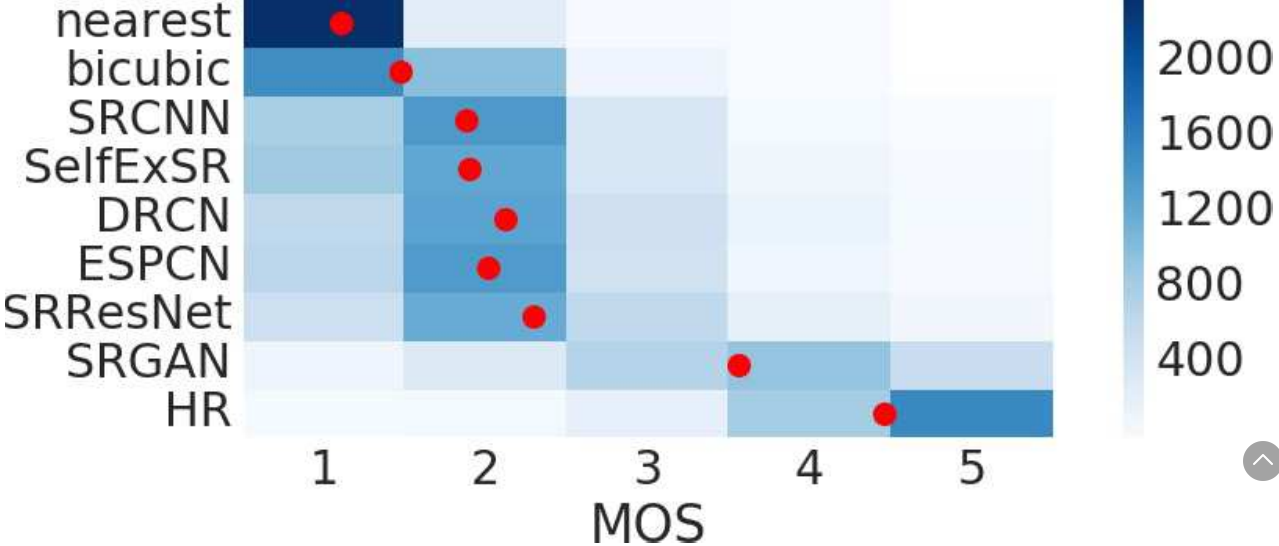 nearest
bicubic
SRCNN
SelfExSR
DRCN
ESPCN
SRResNet
SRGAN
HR
1 2 3 4 5
MOS
2000
1600
1200
800
400